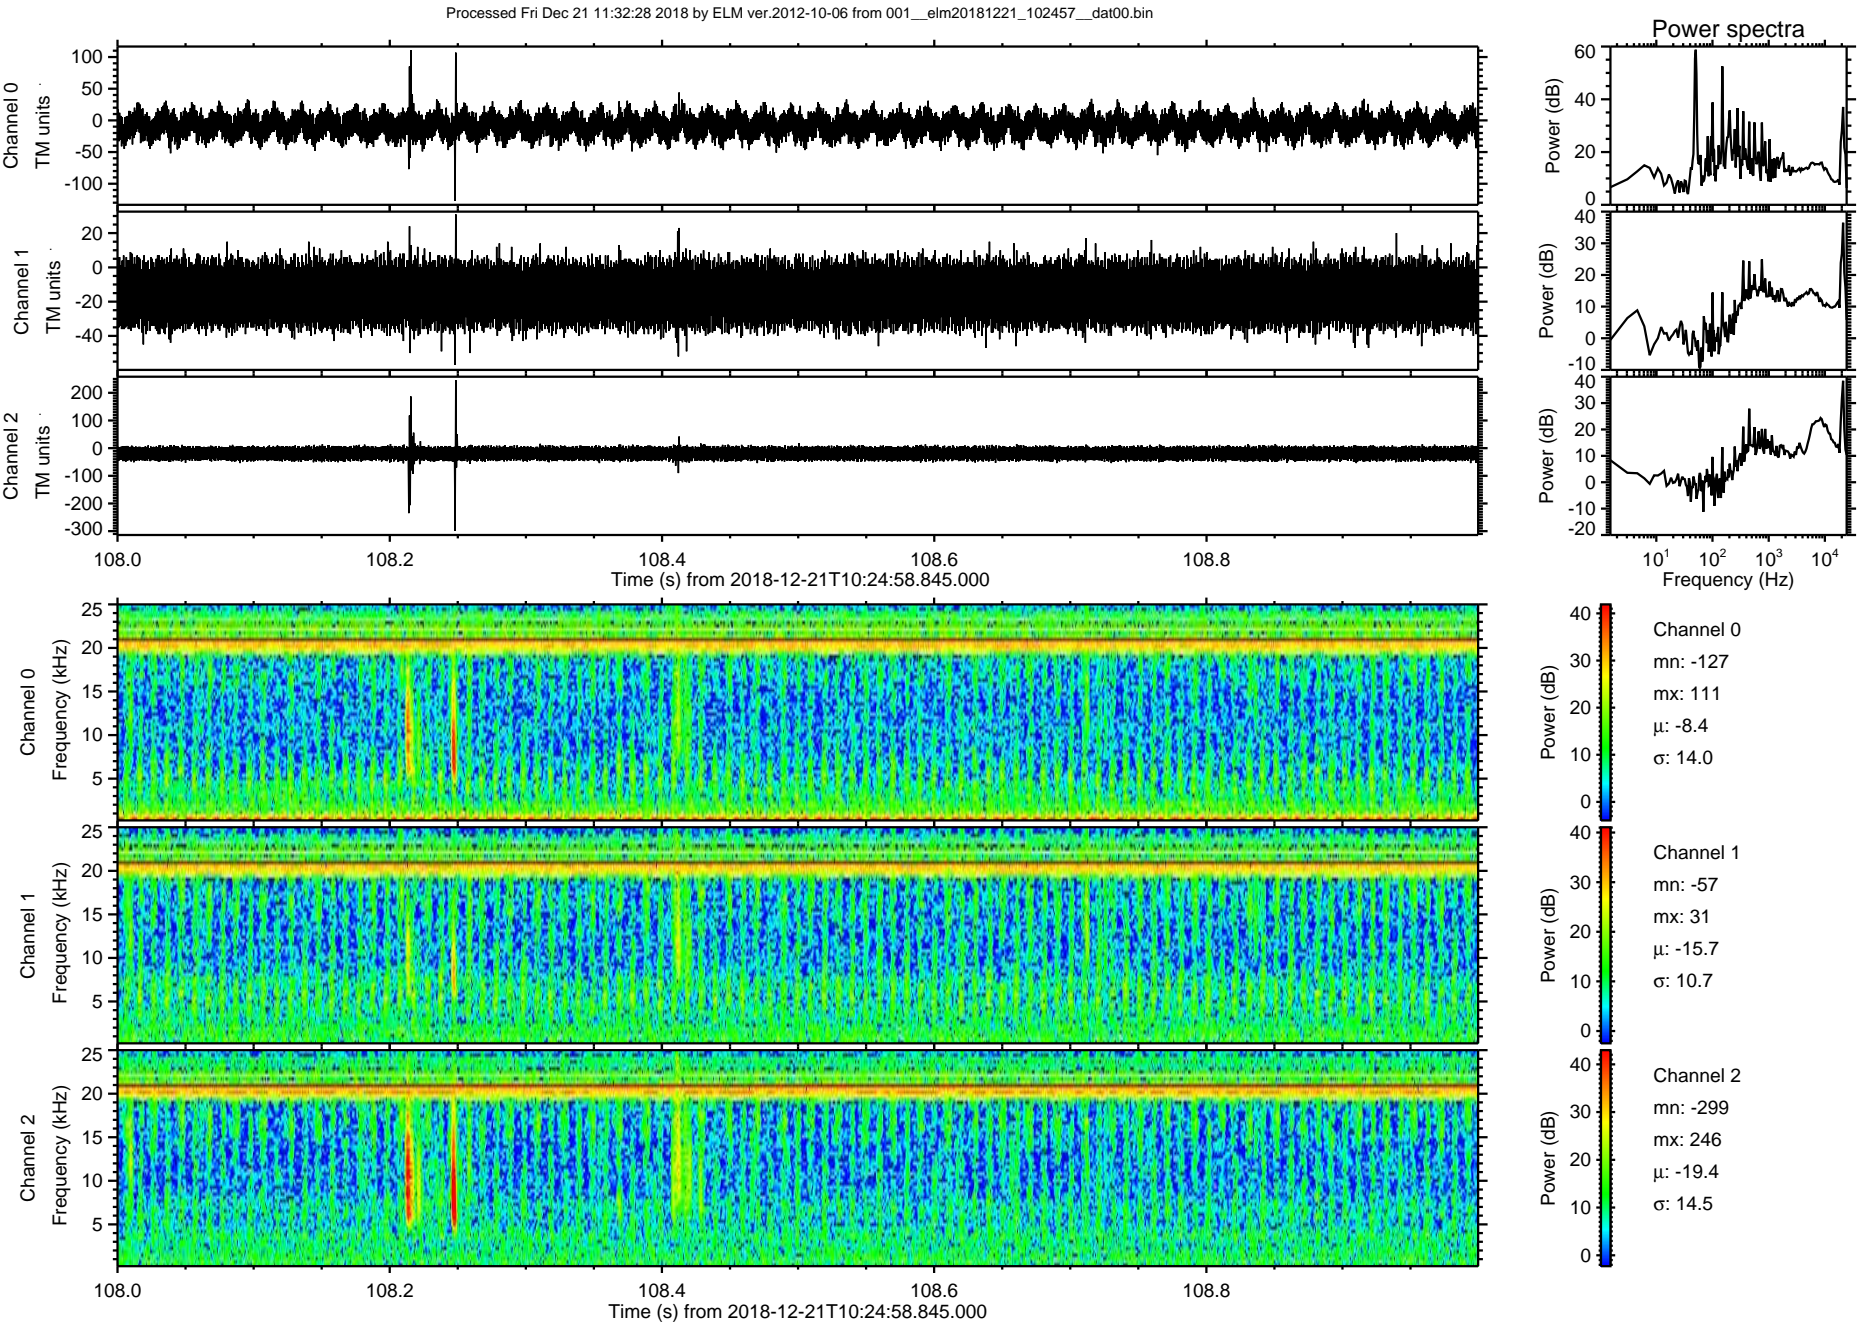 Processed Fri Dec 21 11:32:28 2018 by ELM ver.2012-10-06 from 001__elm20181221_102457__dat00.bin
Power spectra
Channel 0
TM units
100
50
0
-50
-100
Power (dB)
60
40
20
0
Channel 1
TM units
20
0
-20
-40
Power (dB)
40
30
20
10
0
-10
Channel 2
TM units
200
100
0
-100
-200
-300
Power (dB)
40
30
20
10
0
-10
-20
108.0 108.2 108.4 108.6 108.8
Time (s) from 2018-12-21T10:24:58.845.000
10^1 10^2 10^3 10^4
Frequency (Hz)
Channel 0
Frequency (kHz)
25
20
15
10
5
Power (dB)
40
30
20
10
0
Channel 0
mn: -127
mx: 111
μ: -8.4
σ: 14.0
Channel 1
Frequency (kHz)
25
20
15
10
5
Power (dB)
40
30
20
10
0
Channel 1
mn: -57
mx: 31
μ: -15.7
σ: 10.7
Channel 2
Frequency (kHz)
25
20
15
10
5
Power (dB)
40
30
20
10
0
Channel 2
mn: -299
mx: 246
μ: -19.4
σ: 14.5
108.0 108.2 108.4 108.6 108.8
Time (s) from 2018-12-21T10:24:58.845.000